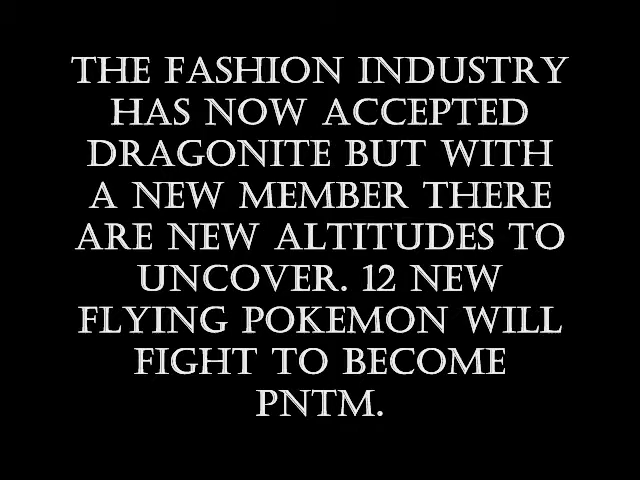 THE FASHION INDUSTRY
HAS NOW ACCEPTED
DRAGONITE BUT WITH
A NEW MEMBER THERE
ARE NEW ALTITUDES TO
UNCOVER. 12 NEW
FLYING POKEMON WILL
FIGHT TO BECOME
PNTM.